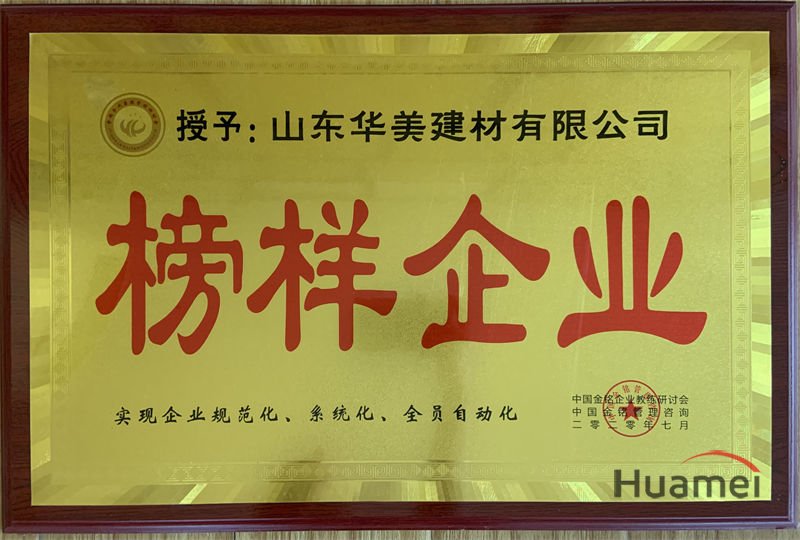 授予：山东华美建材有限公司
榜样企业
实现企业规范化、系统化、全员自动化
中国金铭企业教练研讨会
中国金铭管理咨询
二零二零年七月
Huamei